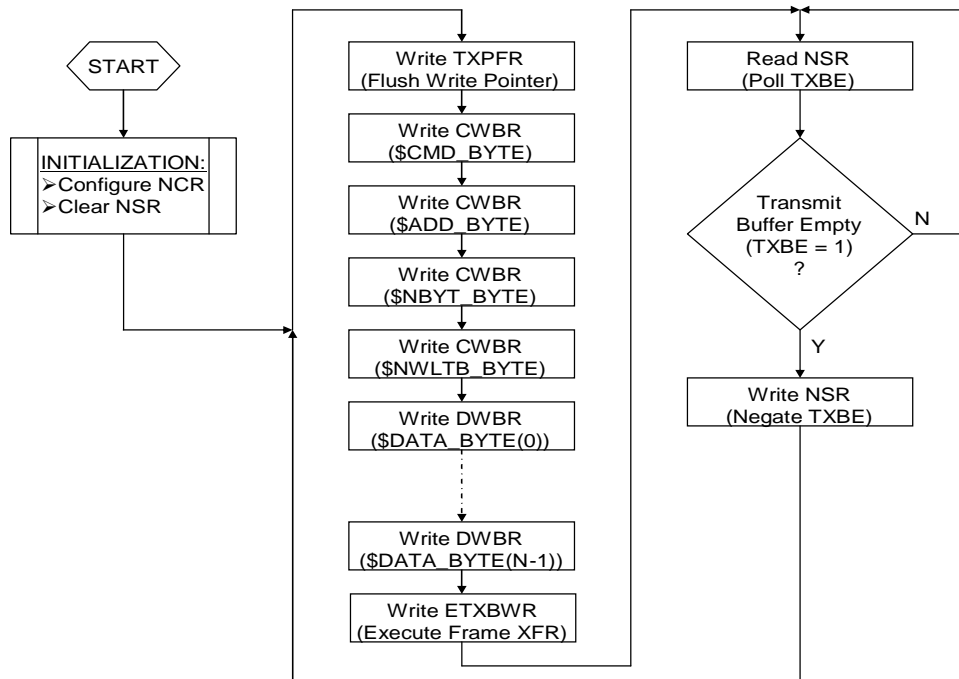 START
INITIALIZATION:
➢Configure NCR
➢Clear NSR
Write TXPFR
(Flush Write Pointer)
Write CWBR
($CMD_BYTE)
Write CWBR
($ADD_BYTE)
Write CWBR
($NBYT_BYTE)
Write CWBR
($NWLTB_BYTE)
Write DWBR
($DATA_BYTE(0))
Write DWBR
($DATA_BYTE(N-1))
Write ETXBWR
(Execute Frame XFR)
Read NSR
(Poll TXBE)
Transmit
Buffer Empty
(TXBE = 1)
?
N
Y
Write NSR
(Negate TXBE)